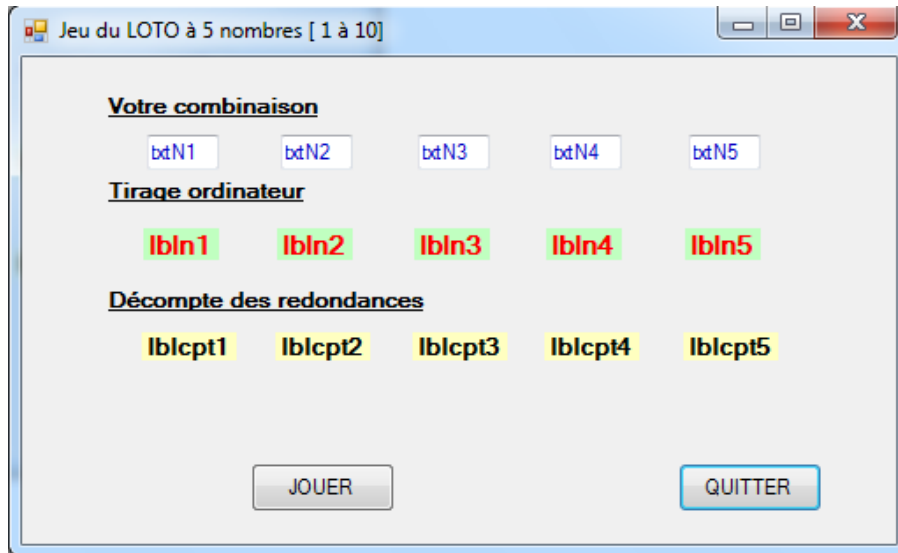 Jeu du LOTO à 5 nombres [ 1 à 10]
Votre combinaison
txtN1 txtN2 txtN3 txtN4 txtN5
Tirage ordinateur
lbln1 lbln2 lbln3 lbln4 lbln5
Décompte des redondances
lblcpt1 lblcpt2 lblcpt3 lblcpt4 lblcpt5
JOUER QUITTER